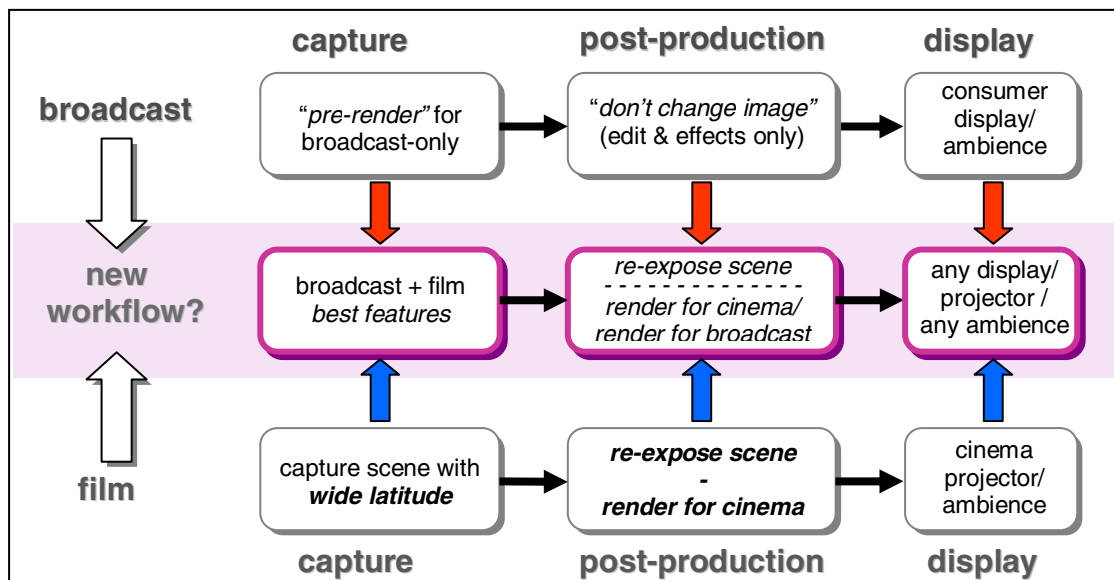 capture
post-production
display
broadcast
"pre-render" for
broadcast-only
"don't change image"
(edit & effects only)
consumer
display/
ambience
new
workflow?
broadcast + film
best features
re-expose scene
- - - - - - - - - - - - - -
render for cinema/
render for broadcast
any display/
projector /
any ambience
film
capture scene with
wide latitude
re-expose scene
-
render for cinema
cinema
projector/
ambience
capture
post-production
display